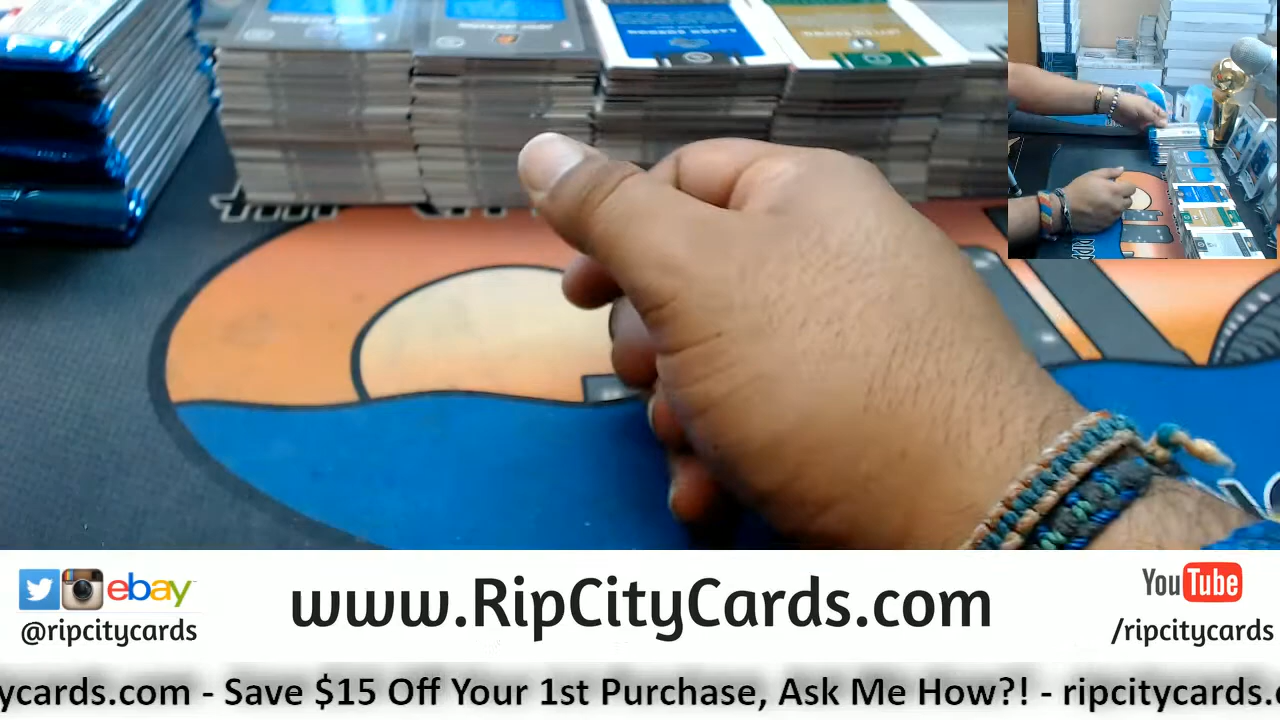 ebay
@ripcitycards
www.RipCityCards.com
YouTube
/ripcitycards
ycards.com - Save $15 Off Your 1st Purchase, Ask Me How?! - ripcitycards.c